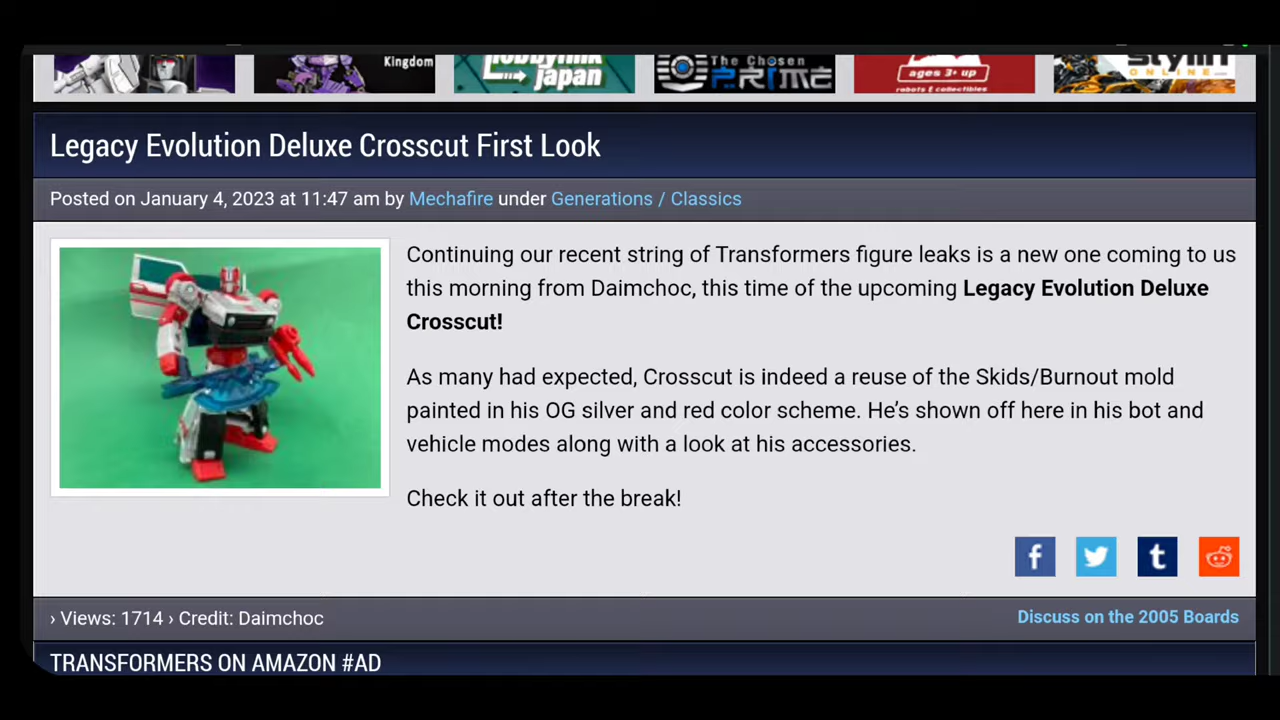 Kingdom
hobbylink
japan
The Chosen
PRIME
ages 3+ up
robots & collectibles
ONLINE
Legacy Evolution Deluxe Crosscut First Look
Posted on January 4, 2023 at 11:47 am by Mechafire under Generations / Classics
Continuing our recent string of Transformers figure leaks is a new one coming to us
this morning from Daimchoc, this time of the upcoming Legacy Evolution Deluxe
Crosscut!
As many had expected, Crosscut is indeed a reuse of the Skids/Burnout mold
painted in his OG silver and red color scheme. He’s shown off here in his bot and
vehicle modes along with a look at his accessories.
Check it out after the break!
› Views: 1714 › Credit: Daimchoc
Discuss on the 2005 Boards
TRANSFORMERS ON AMAZON #AD